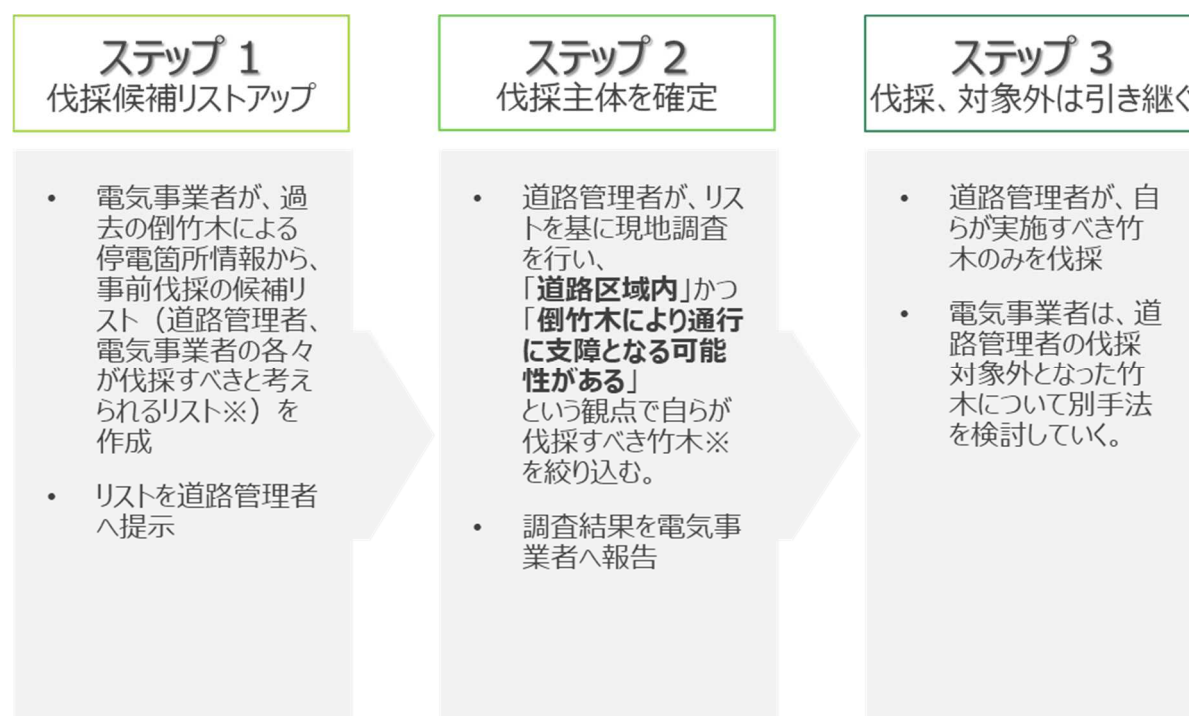 ステップ 1
伐採候補リストアップ
• 電気事業者が、過
去の倒竹木による
停電箇所情報から、
事前伐採の候補リ
スト（道路管理者、
電気事業者の各々
が伐採すべきと考え
られるリスト※）を
作成
• リストを道路管理者
へ提示
ステップ 2
伐採主体を確定
• 道路管理者が、リス
トを基に現地調査
を行い、
「道路区域内」かつ
「倒竹木により通行
に支障となる可能
性がある」
という観点で自らが
伐採すべき竹木※
を絞り込む。
• 調査結果を電気事
業者へ報告
ステップ 3
伐採、対象外は引き継ぐ
• 道路管理者が、自
らが実施すべき竹
木のみを伐採
• 電気事業者は、道
路管理者の伐採
対象外となった竹
木について別手法
を検討していく。